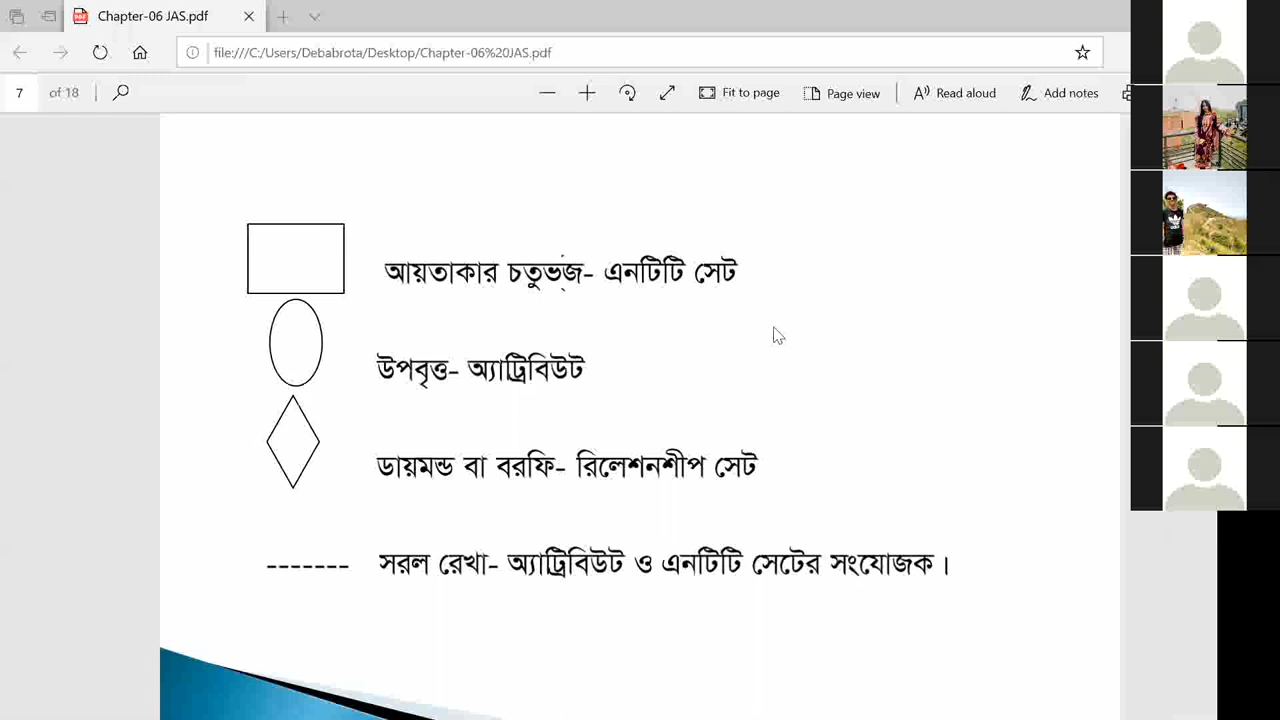 Chapter-06 JAS.pdf
file:///C:/Users/Debabrota/Desktop/Chapter-06%20JAS.pdf
7 of 18 Fit to page Page view Read aloud Add notes
আয়তাকার চতুর্ভুজ- এনটিটি সেট
উপবৃত্ত- অ্যাট্রিবিউট
ডায়মন্ড বা বরফি- রিলেশনশীপ সেট
------- সরল রেখা- অ্যাট্রিবিউট ও এনটিটি সেটের সংযোজক।